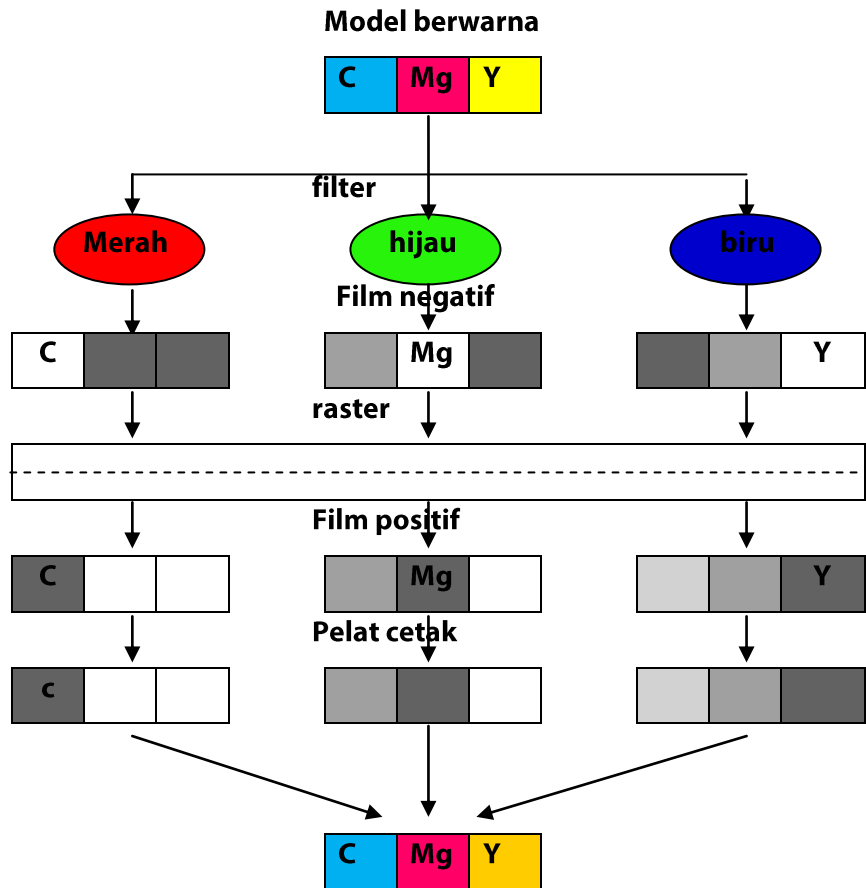 Model berwarna
C Mg Y
filter
Merah hijau biru
Film negatif
C Mg Y
raster
Film positif
C Mg Y
Pelat cetak
c
C Mg Y